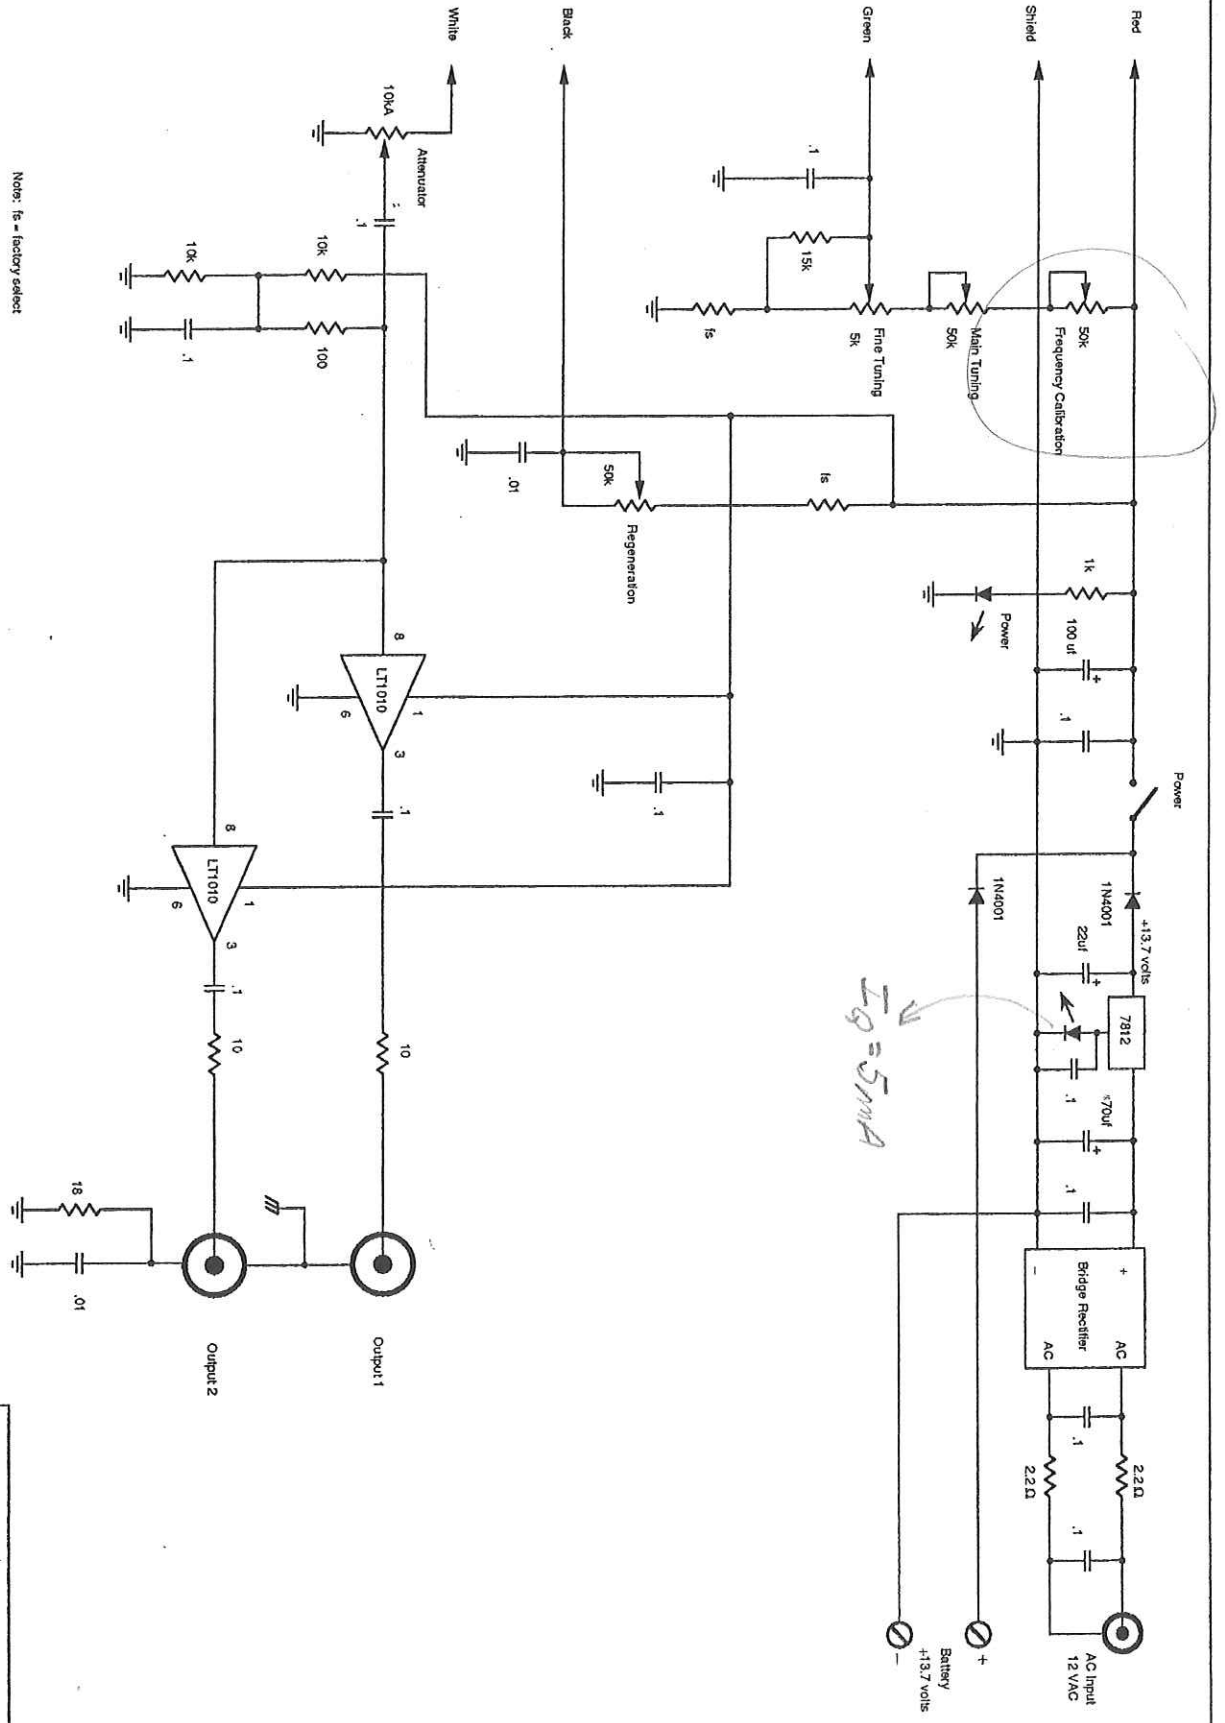 Red
Shield
Green
Black
White
50k
Frequency Calibration
Main Tuning
50k
Fine Tuning
5k
15k
fs
.1
10kA
Attenuator
.1
10k
10k
100
.1
fs
50k
Regeneration
.01
1k
Power
100 uf
+
.1
Power
1N4001
1N4001
+13.7 volts
22uf
+
7812
.1
70uf
+
.1
IQ = 5mA
+
−
Bridge Rectifier
AC
AC
.1
2.2 Ω
2.2 Ω
.1
AC Input
12 VAC
+
−
Battery
+13.7 volts
8
LT1010
1
6
3
.1
10
.1
8
LT1010
1
6
3
.1
10
18
.01
Output 1
Output 2
Note: fs = factory select